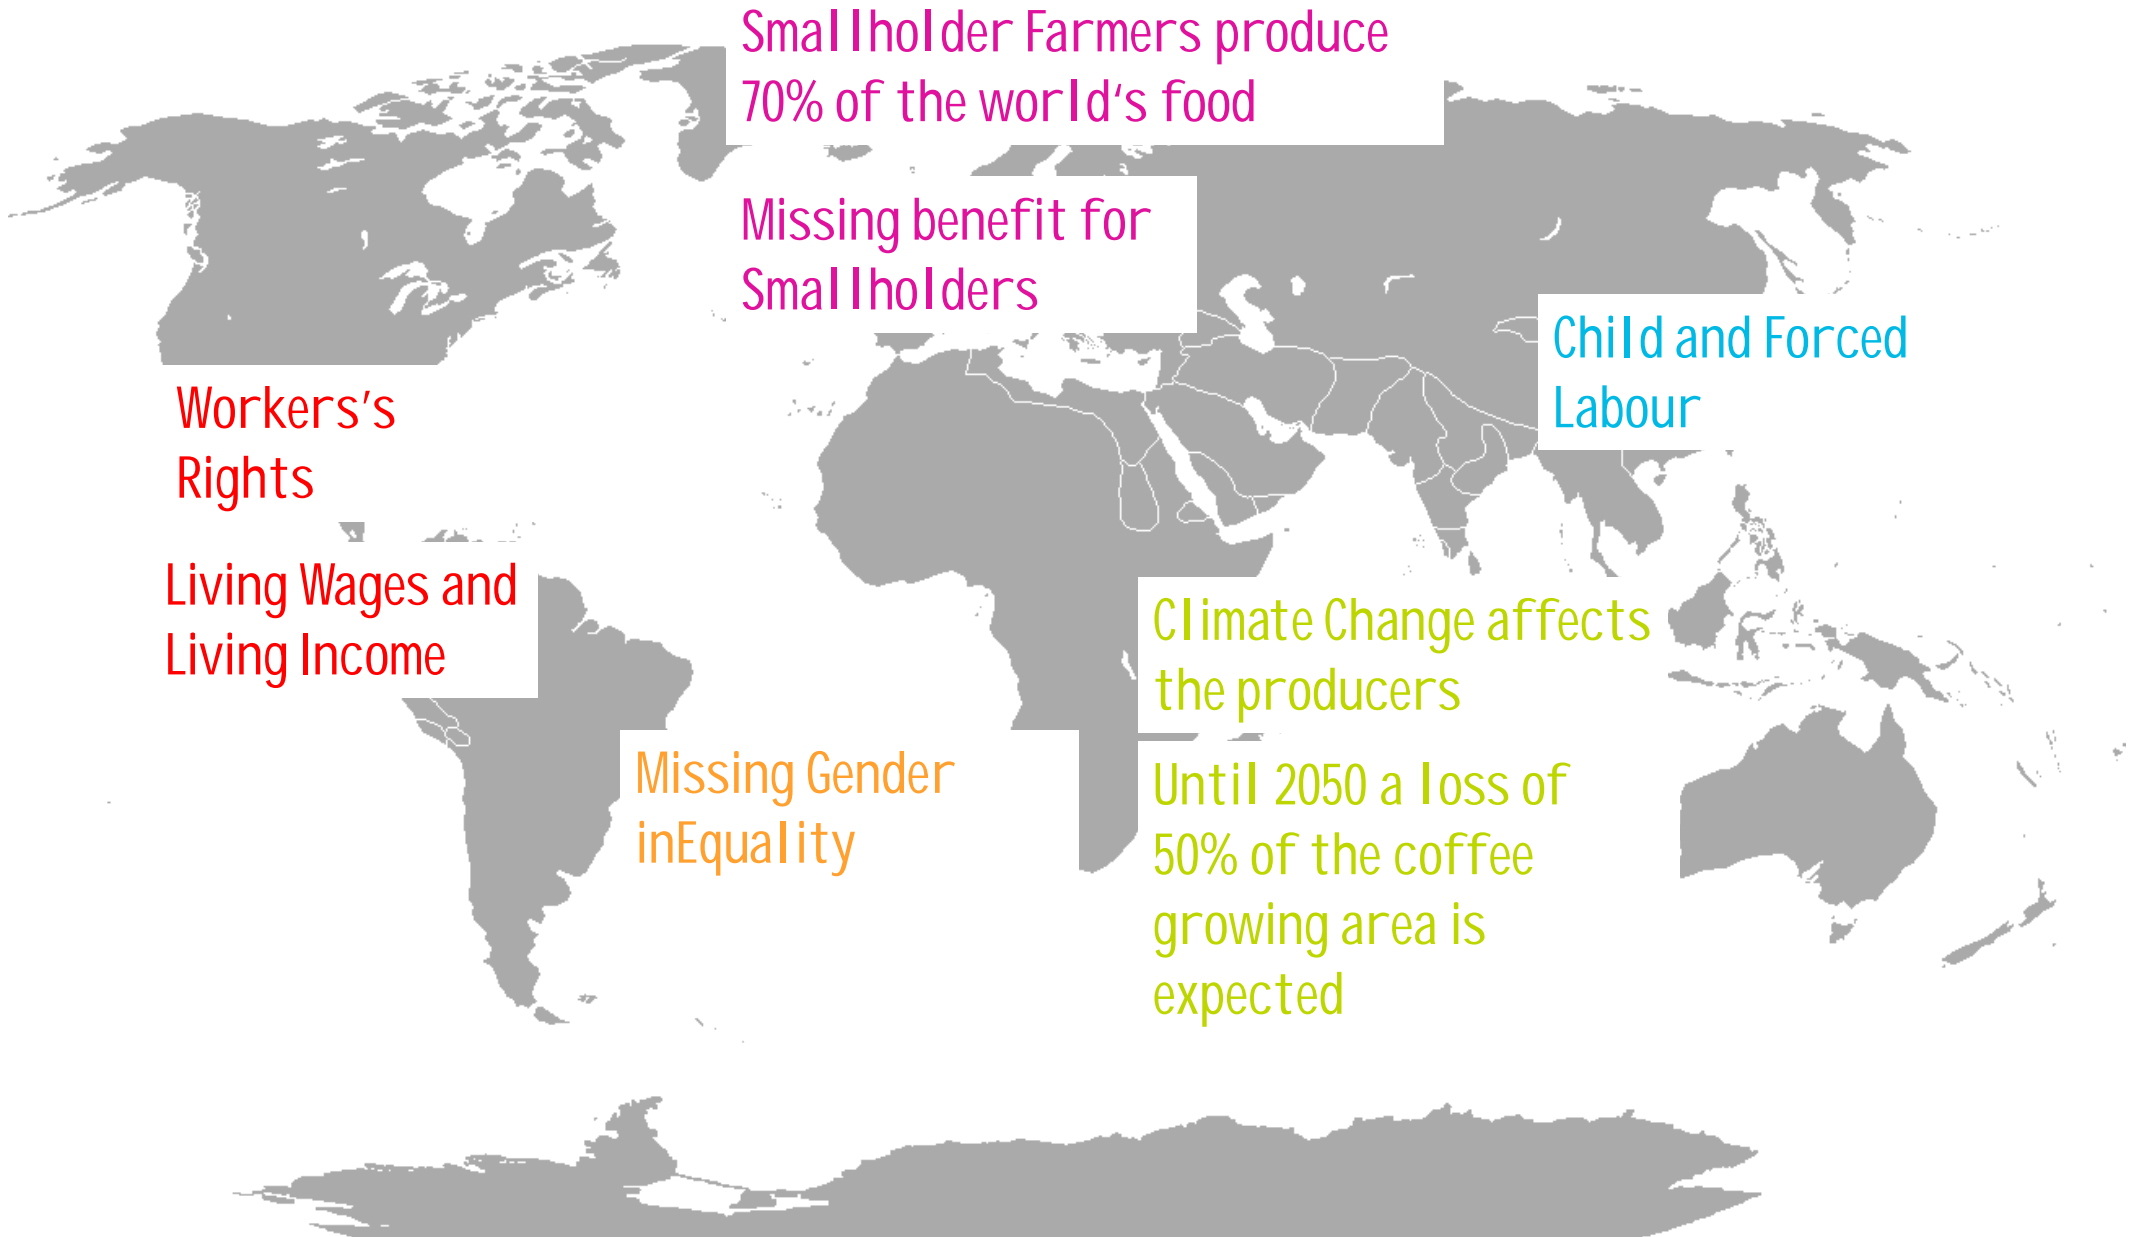 Smallholder Farmers produce
70% of the world's food
Missing benefit for
Smallholders
Child and Forced
Labour
Workers's
Rights
Living Wages and
Living Income
Climate Change affects
the producers
Missing Gender
inEquality
Until 2050 a loss of
50% of the coffee
growing area is
expected